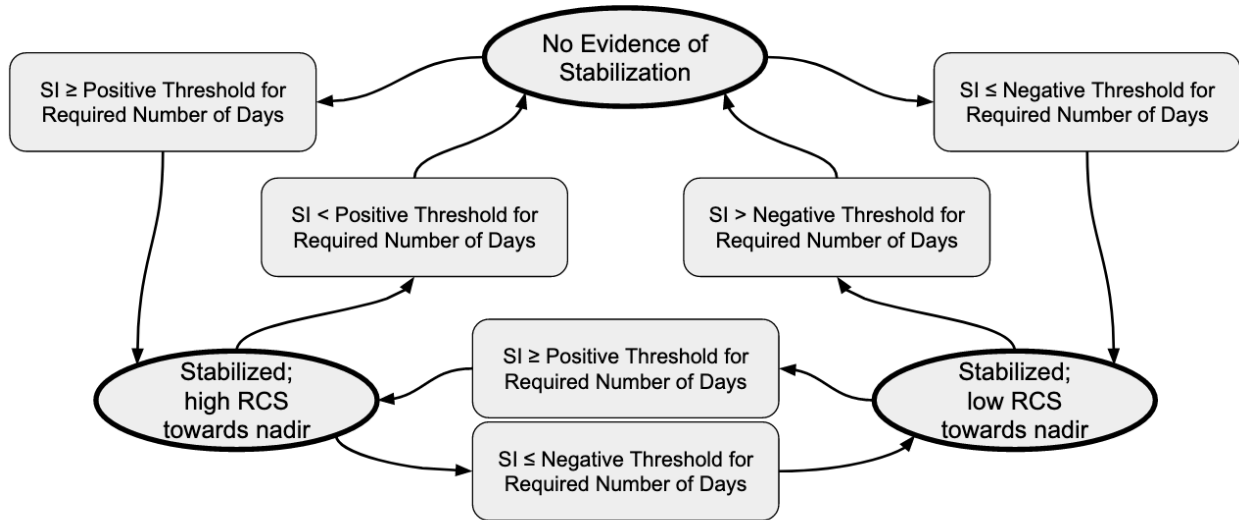 No Evidence of
Stabilization
SI ≥ Positive Threshold for
Required Number of Days
SI ≤ Negative Threshold for
Required Number of Days
SI < Positive Threshold for
Required Number of Days
SI > Negative Threshold for
Required Number of Days
SI ≥ Positive Threshold for
Required Number of Days
Stabilized;
high RCS
towards nadir
Stabilized;
low RCS
towards nadir
SI ≤ Negative Threshold for
Required Number of Days